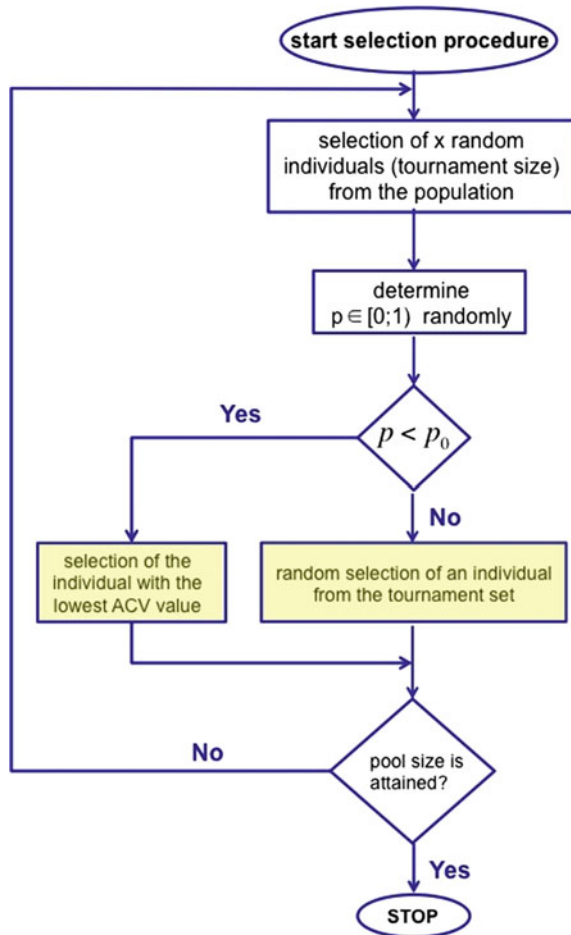 start selection procedure
selection of x random
individuals (tournament size)
from the population
determine
p ∈ [0;1) randomly
p < p₀
Yes
No
selection of the
individual with the
lowest ACV value
random selection of an individual
from the tournament set
No
pool size is
attained?
Yes
STOP